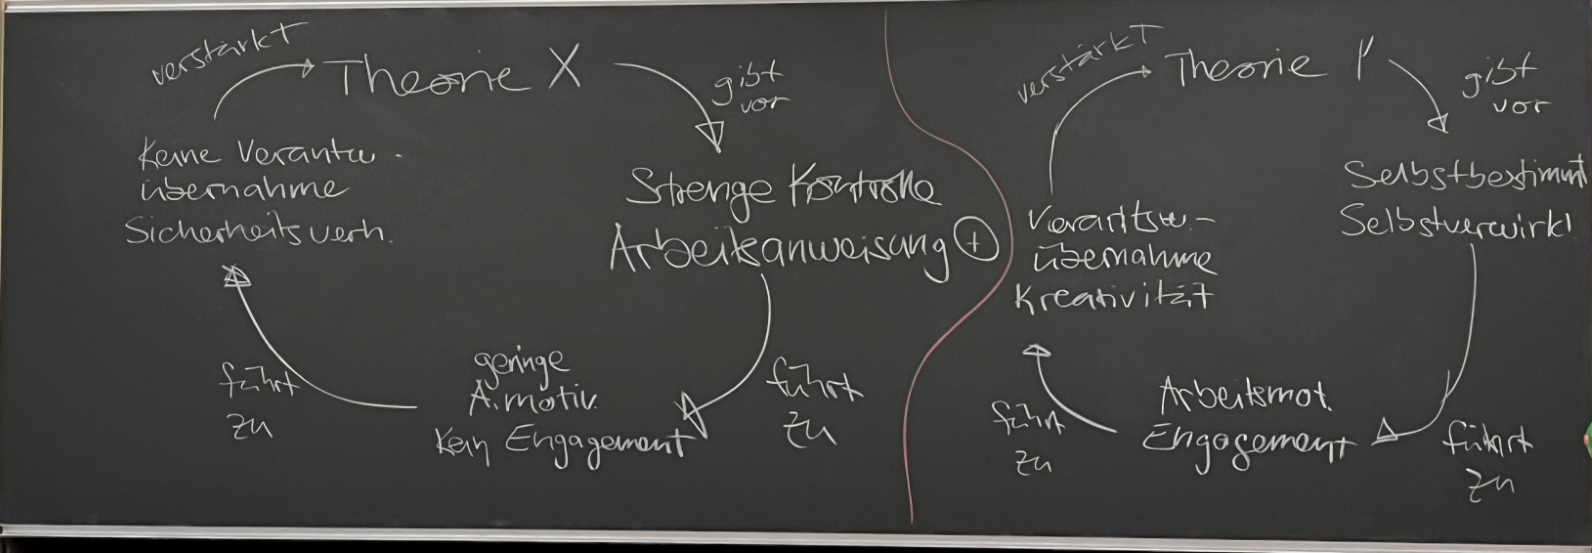 verstärkt
Theorie X
gibt
vor
Strenge Kontrolle
Arbeitsanweisung +
führt
zu
geringe
A.motiv.
Kein Engagement
führt
zu
Keine Verantw.
übernahme
Sicherheitsverh.
verstärkt
Theorie Y
gibt
vor
Selbstbestimmt
Selbstverwirkl
führt
zu
Arbeitsmot.
Engagement
führt
zu
Verantw.-
übernahme
Kreativität